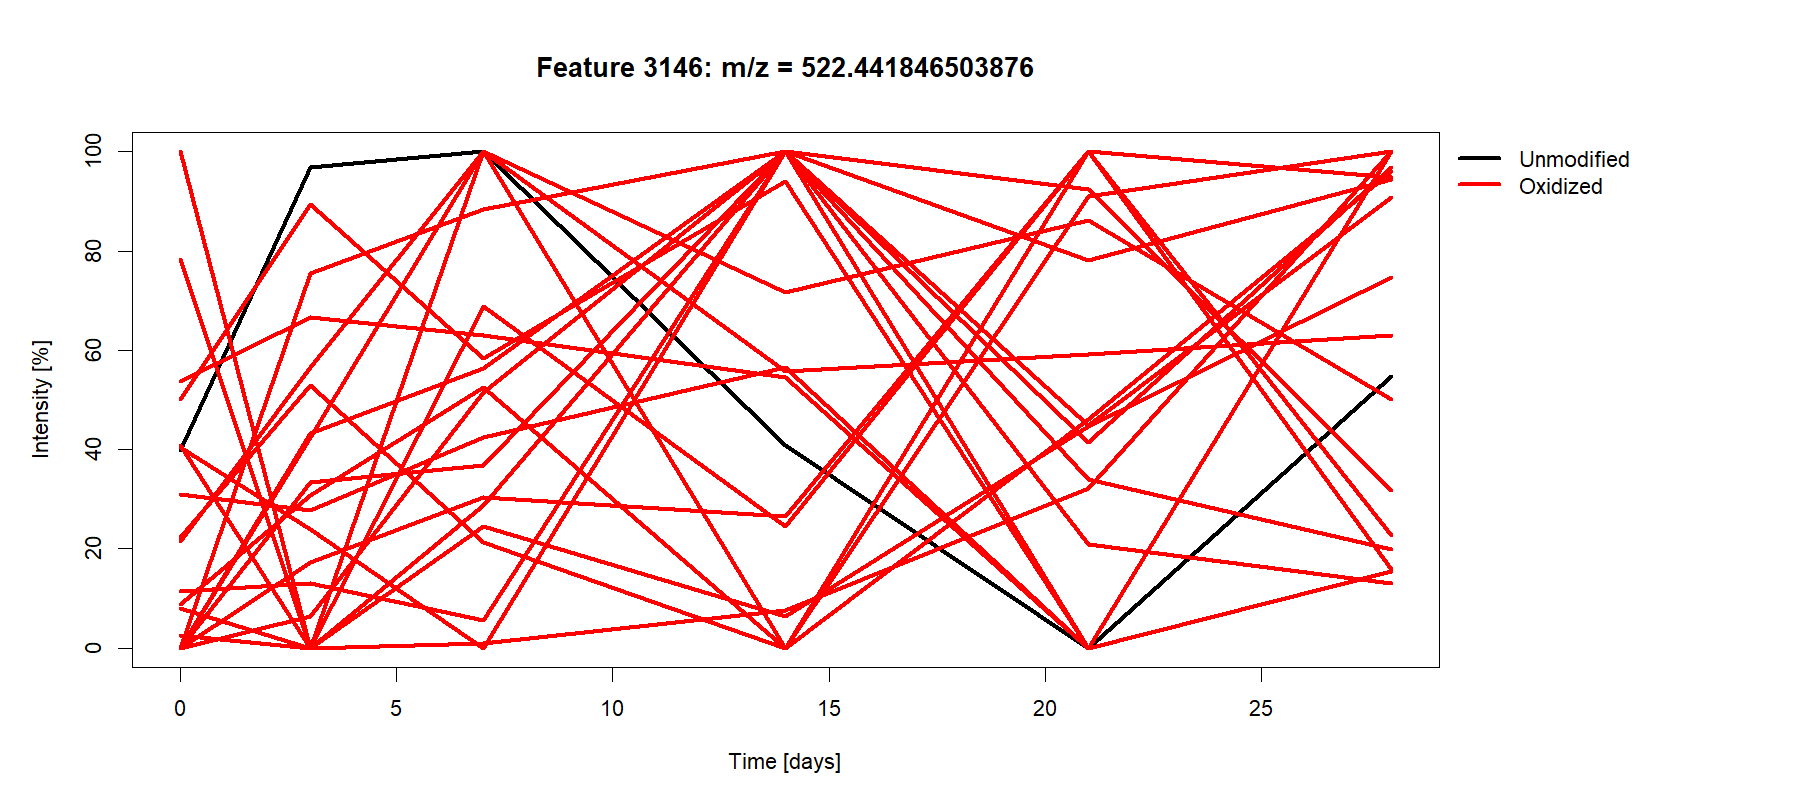 Feature 3146: m/z = 522.441846503876
Unmodified
Oxidized
Intensity [%]
100
80
60
40
20
0
0 5 10 15 20 25
Time [days]